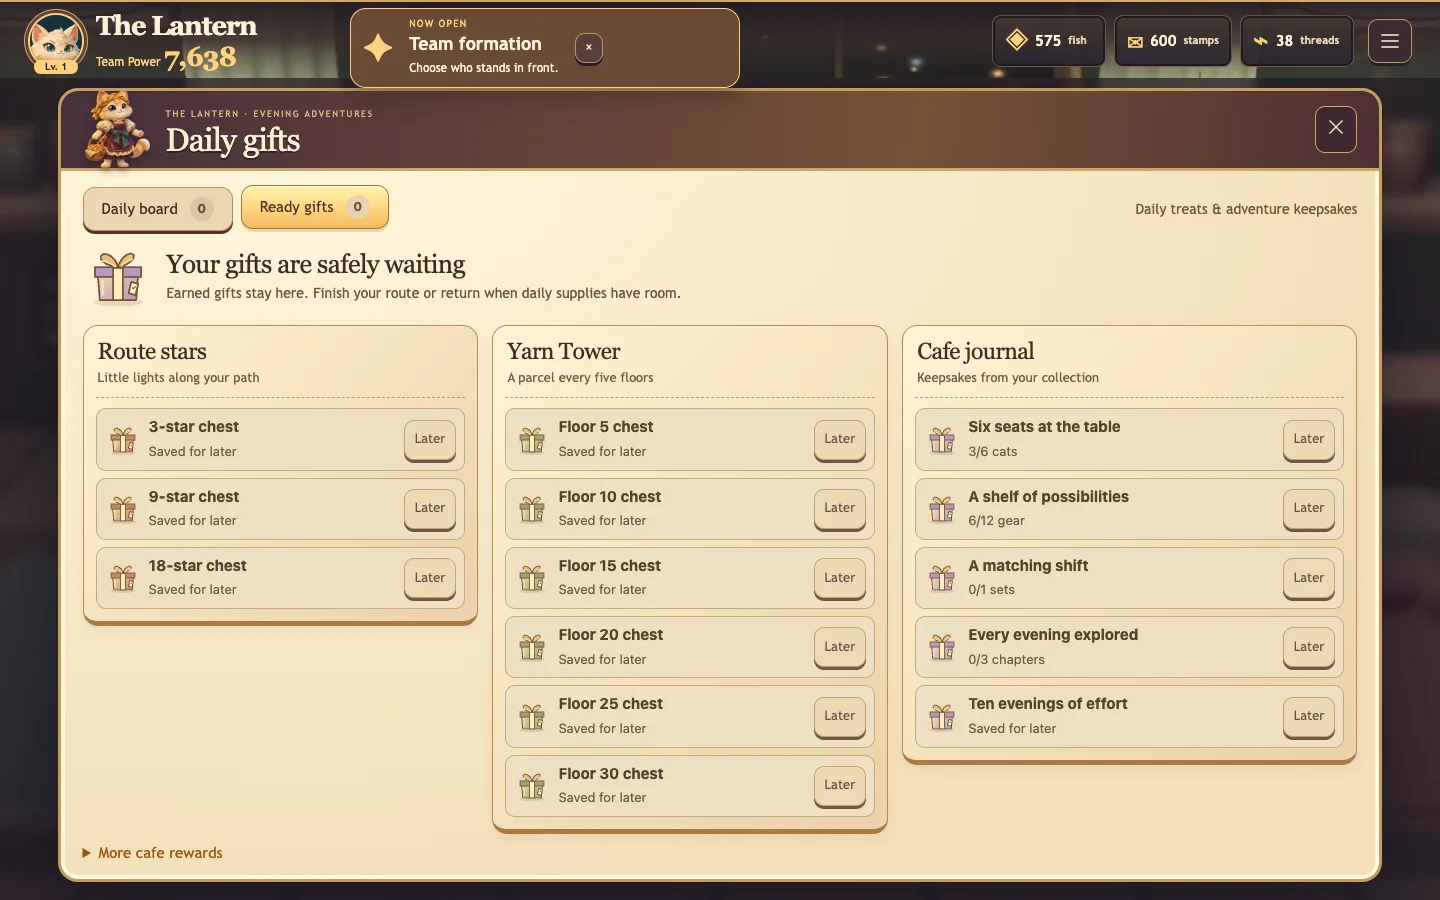 The Lantern
Team Power 7,638
Lv. 1
NOW OPEN
Team formation
Choose who stands in front.
×
575 fish
600 stamps
38 threads
THE LANTERN · EVENING ADVENTURES
Daily gifts
Daily board 0
Ready gifts 0
Daily treats & adventure keepsakes
Your gifts are safely waiting
Earned gifts stay here. Finish your route or return when daily supplies have room.
Route stars
Little lights along your path
3-star chest
Saved for later
Later
9-star chest
Saved for later
Later
18-star chest
Saved for later
Later
Yarn Tower
A parcel every five floors
Floor 5 chest
Saved for later
Later
Floor 10 chest
Saved for later
Later
Floor 15 chest
Saved for later
Later
Floor 20 chest
Saved for later
Later
Floor 25 chest
Saved for later
Later
Floor 30 chest
Saved for later
Later
Cafe journal
Keepsakes from your collection
Six seats at the table
3/6 cats
Later
A shelf of possibilities
6/12 gear
Later
A matching shift
0/1 sets
Later
Every evening explored
0/3 chapters
Later
Ten evenings of effort
Saved for later
Later
More cafe rewards